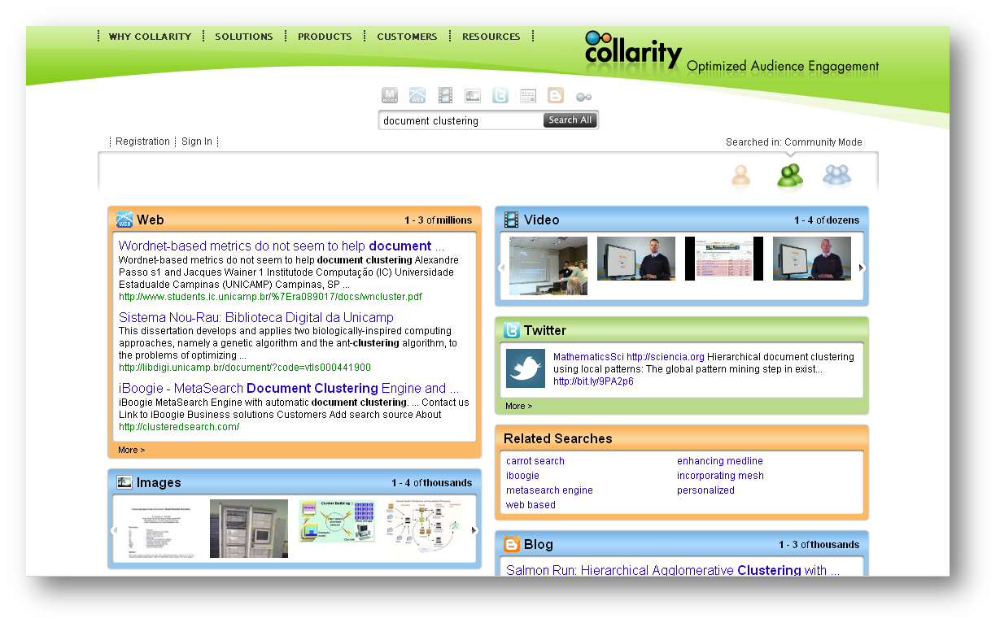 WHY COLLARITY SOLUTIONS PRODUCTS CUSTOMERS RESOURCES
collarity Optimized Audience Engagement
WEB NEWS
document clustering Search All
Registration Sign In
Searched in: Community Mode
WEB Web 1 - 3 of millions
Wordnet-based metrics do not seem to help document ...
Wordnet-based metrics do not seem to help document clustering Alexandre
Passo s1 and Jacques Wainer 1 Institutode Computação (IC) Universidade
Estadualde Campinas (UNICAMP) Campinas, SP ...
http://www.students.ic.unicamp.br/%7Era089017/docs/wncluster.pdf
Sistema Nou-Rau: Biblioteca Digital da Unicamp
This dissertation develops and applies two biologically-inspired computing
approaches, namely a genetic algorithm and the ant-clustering algorithm, to
the problems of optimizing ...
http://libdigi.unicamp.br/document/?code=vtls000441900
iBoogie - MetaSearch Document Clustering Engine and ...
iBoogie MetaSearch Engine with automatic document clustering. ... Contact us
Link to iBoogie Business solutions Customers Add search source About
http://clusteredsearch.com/
More >
Images 1 - 4 of thousands
Cluster Building
Video 1 - 4 of dozens
Twitter
MathematicsSci http://sciencia.org Hierarchical document clustering
using local patterns: The global pattern mining step in exist...
http://bit.ly/9PA2p6
More >
Related Searches
carrot search enhancing medline
iboogie incorporating mesh
metasearch engine personalized
web based
Blog 1 - 3 of thousands
Salmon Run: Hierarchical Agglomerative Clustering with ...